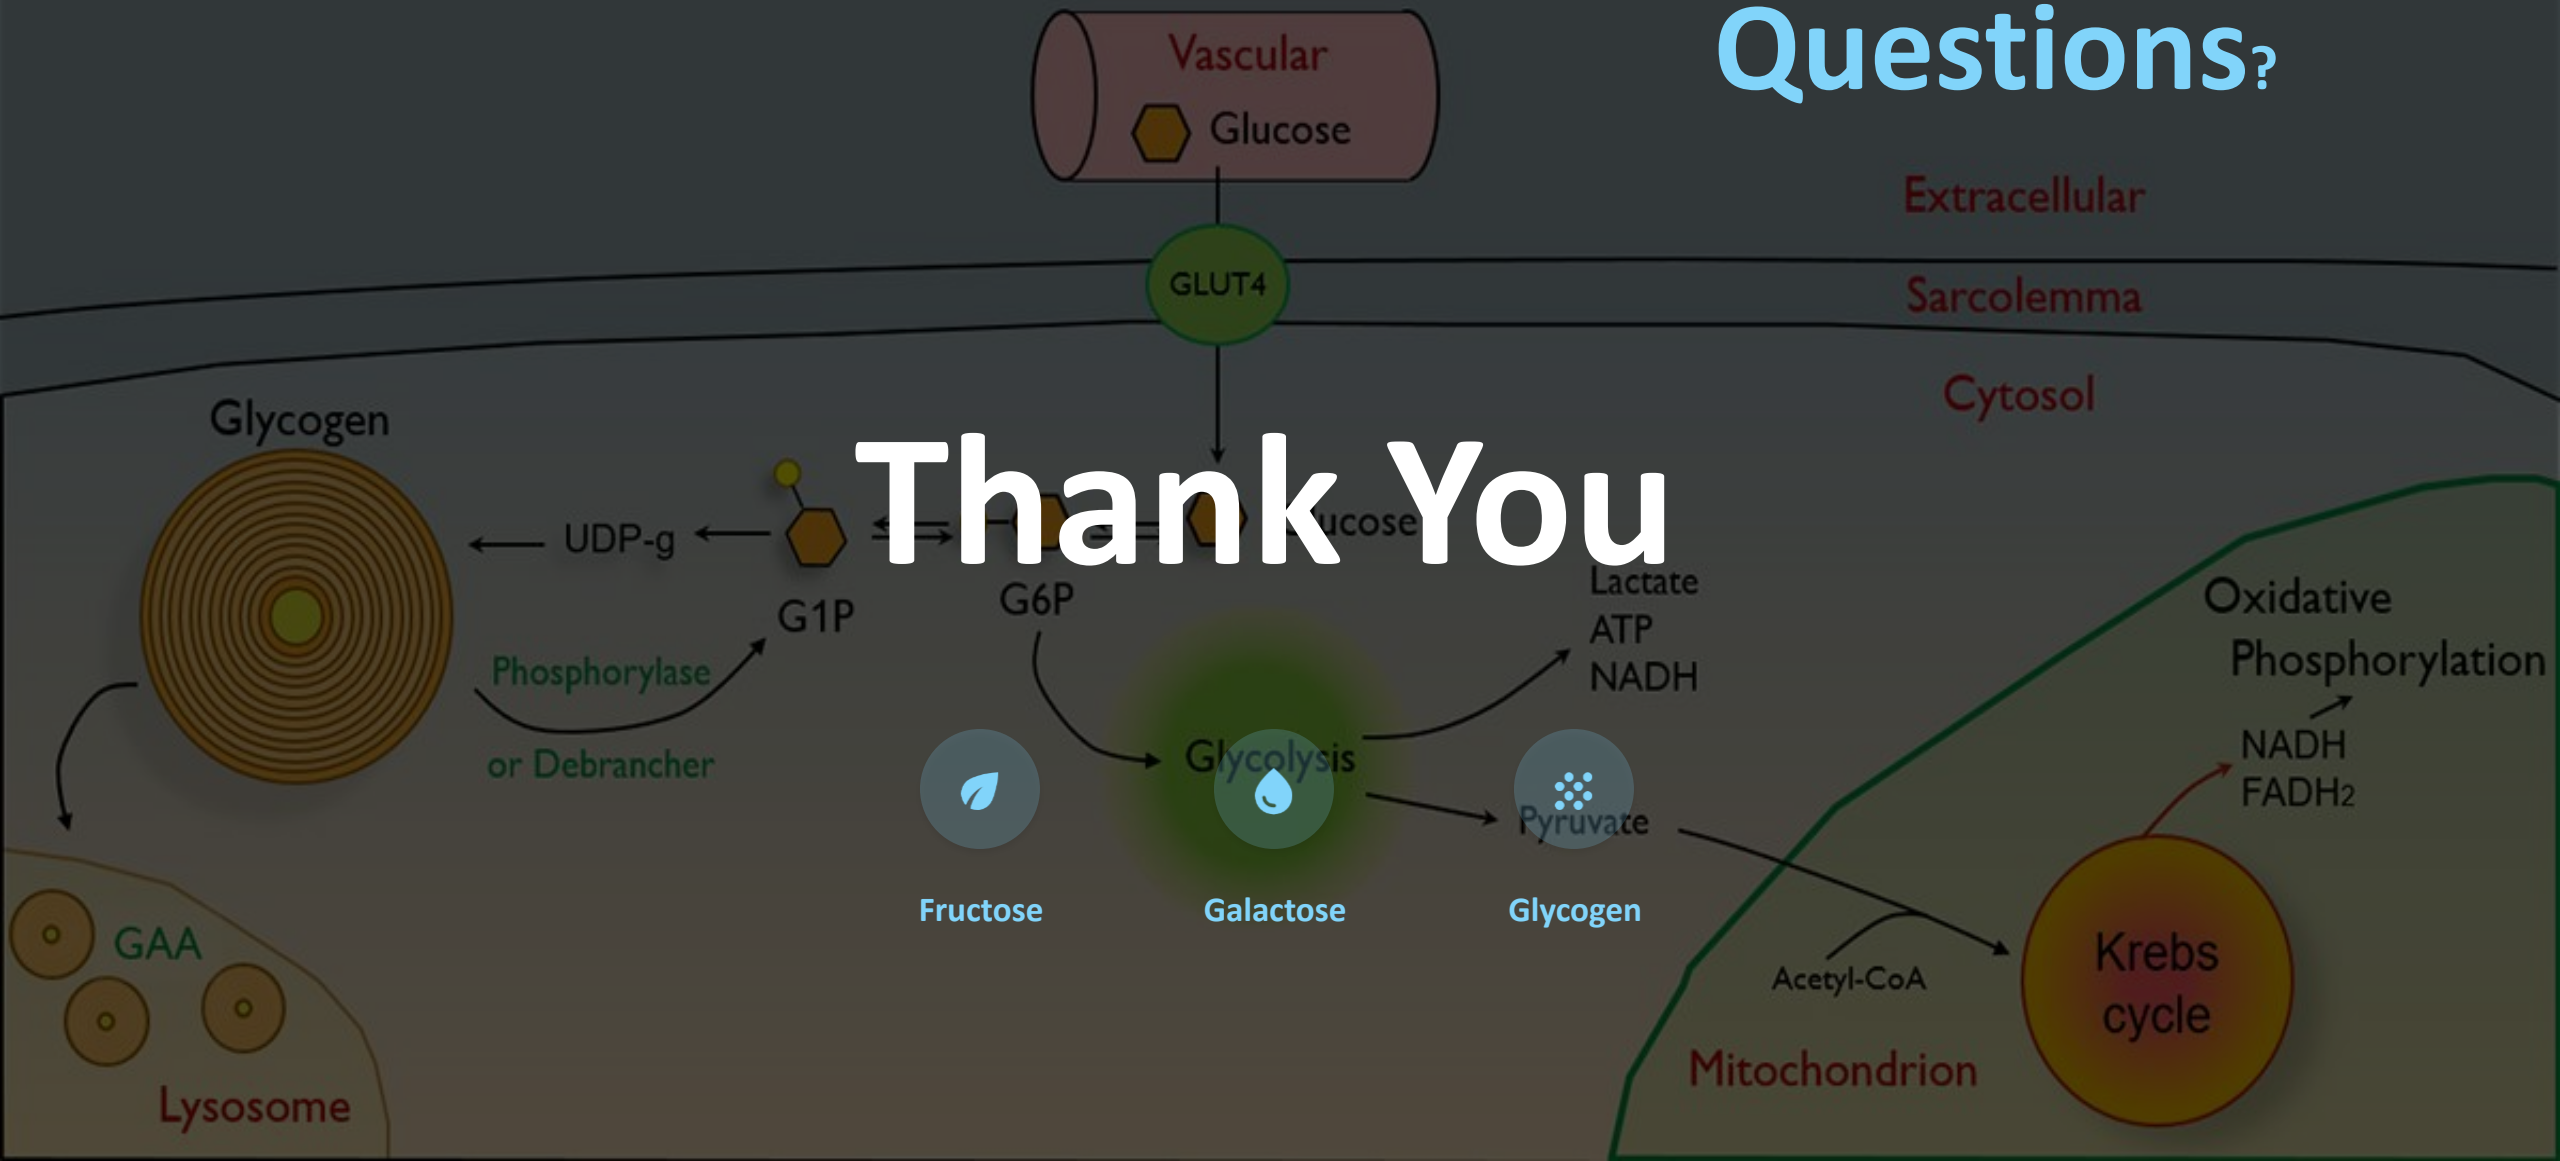 Questions?
Vascular
Glucose
Extracellular
GLUT4
Sarcolemma
Cytosol
Glycogen
Thank You
UDP-g
ucose
G1P
G6P
Lactate
ATP
NADH
Phosphorylase
or Debrancher
Glycolysis
Pyruvate
Oxidative
Phosphorylation
NADH
FADH2
Fructose
Galactose
Glycogen
GAA
Lysosome
Acetyl-CoA
Krebs
cycle
Mitochondrion